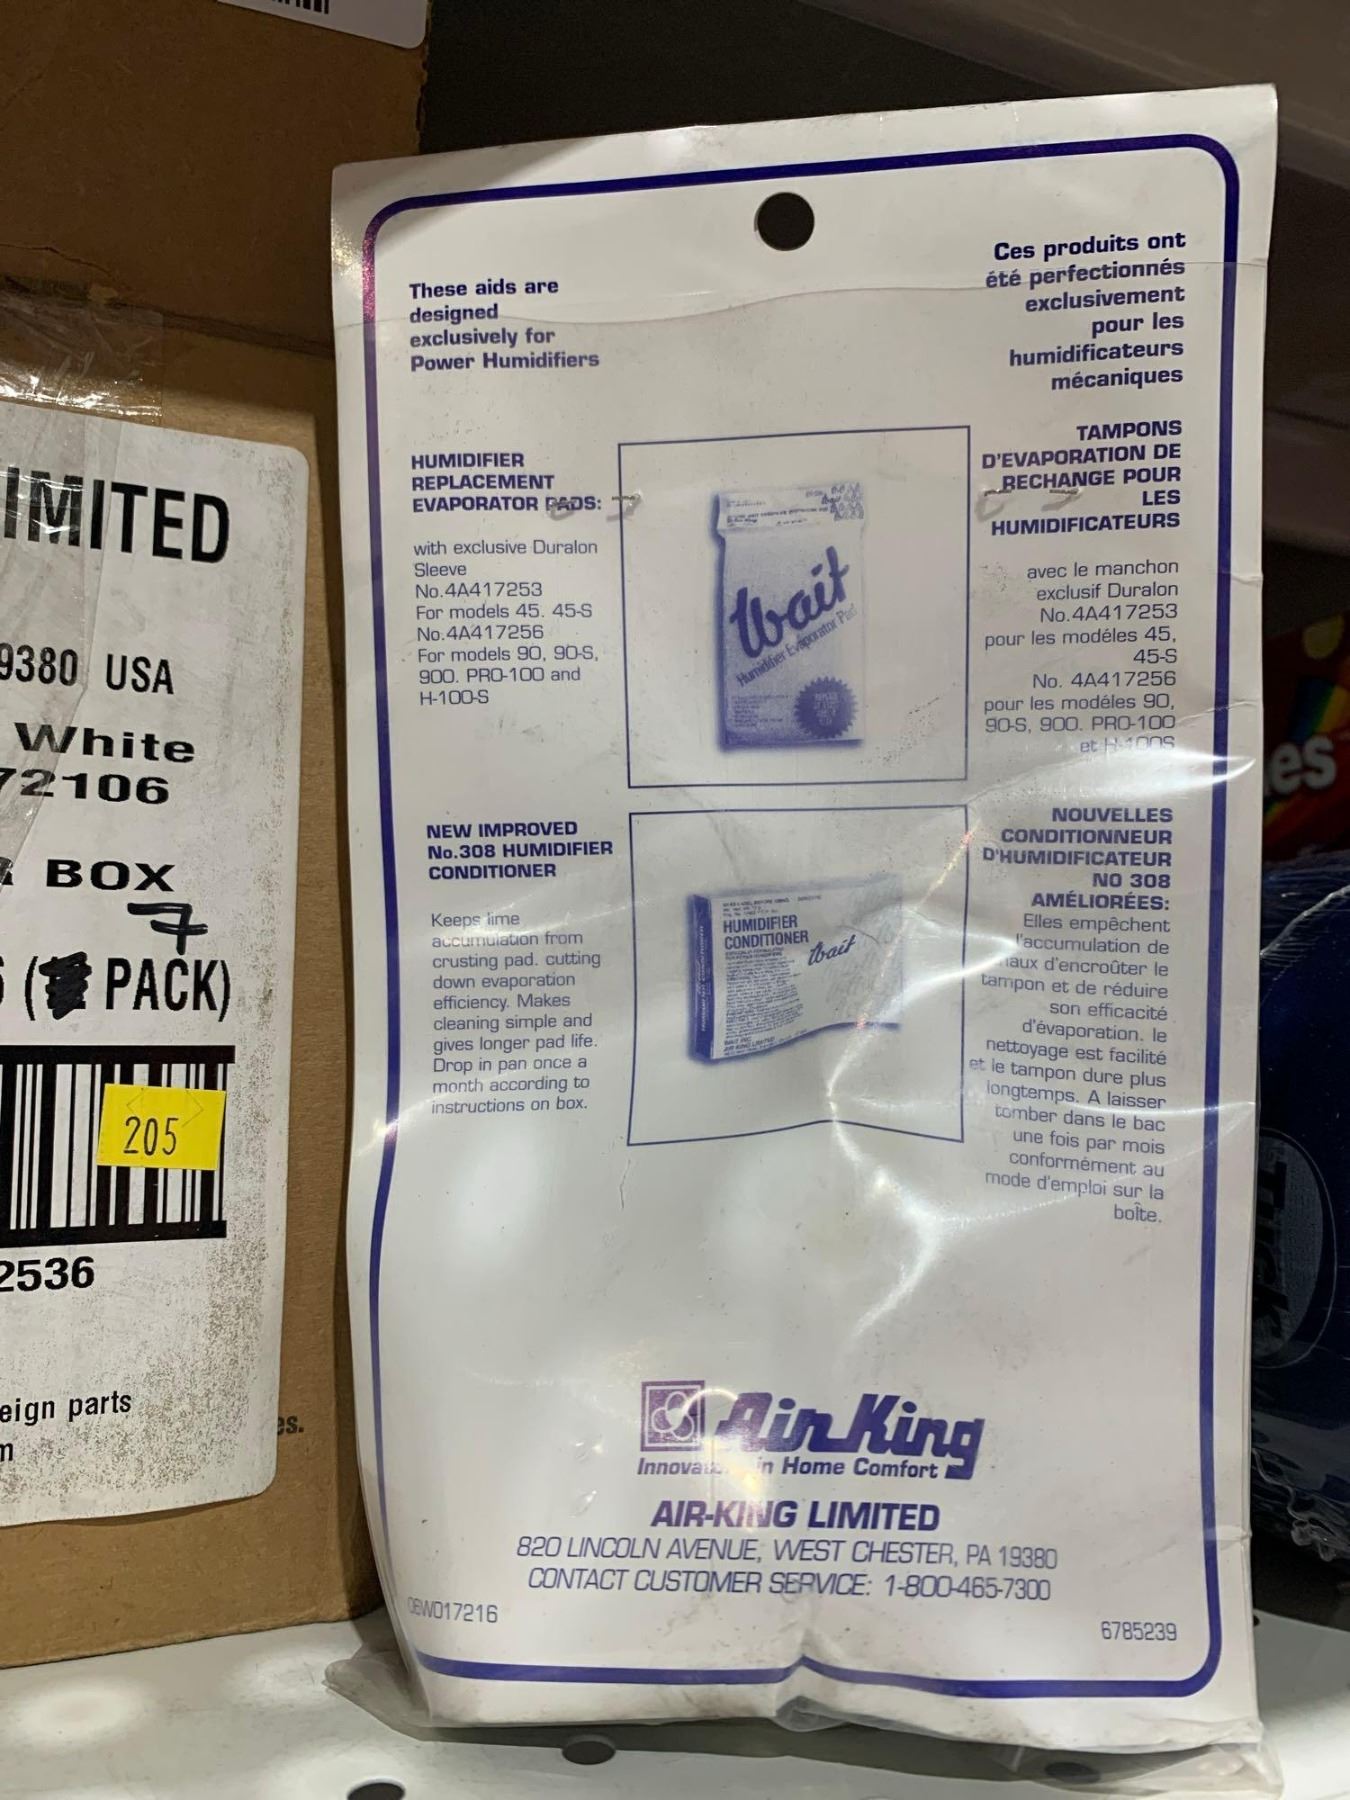 IMITED
9380 USA
White
72106
BOX
7
PACK)
205
2536
eign parts
es.
es
These aids are
designed
exclusively for
Power Humidifiers
HUMIDIFIER
REPLACEMENT
EVAPORATOR PADS:
with exclusive Duralon
Sleeve
No.4A417253
For models 45. 45-S
No.4A417256
For models 90, 90-S,
900. PRO-100 and
H-100-S
NEW IMPROVED
No.308 HUMIDIFIER
CONDITIONER
Keeps lime
accumulation from
crusting pad. cutting
down evaporation
efficiency. Makes
cleaning simple and
gives longer pad life.
Drop in pan once a
month according to
instructions on box.
Wait
Humidifier Evaporator Pad
HUMIDIFIER
CONDITIONER
Wait
Ces produits ont
été perfectionnés
exclusivement
pour les
humidificateurs
mécaniques
TAMPONS
D'EVAPORATION DE
RECHANGE POUR
LES
HUMIDIFICATEURS
avec le manchon
exclusif Duralon
No.4A417253
pour les modéles 45,
45-S
No. 4A417256
pour les modéles 90,
90-S, 900. PRO-100
et H-100S
NOUVELLES
CONDITIONNEUR
D'HUMIDIFICATEUR
NO 308
AMÉLIORÉES:
Elles empêchent
l'accumulation de
d'encroûter le
tampon et de réduire
son efficacité
d'évaporation. le
nettoyage est facilité
et le tampon dure plus
longtemps. A laisser
tomber dans le bac
une fois par mois
conformément au
mode d'emploi sur la
boîte.
Air King
in Home Comfort
AIR-KING LIMITED
820 LINCOLN AVENUE, WEST CHESTER, PA 19380
CONTACT CUSTOMER SERVICE: 1-800-465-7300
6785239